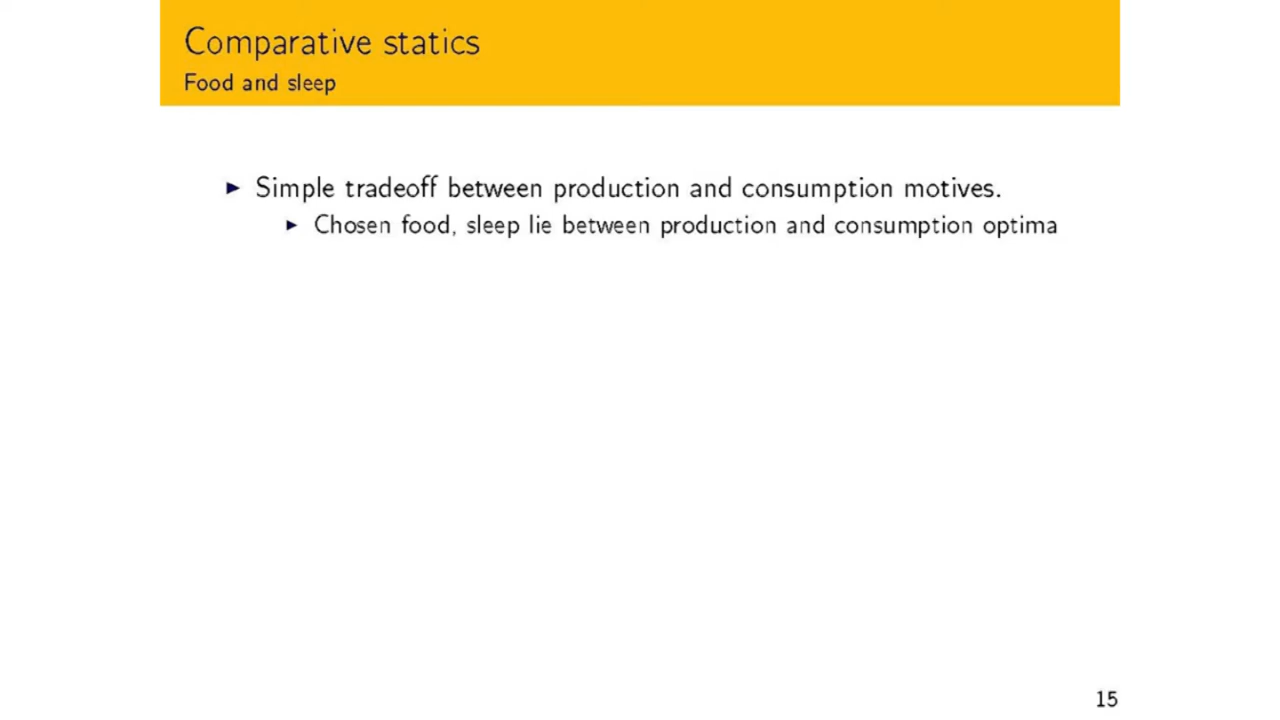 Comparative statics
Food and sleep
Simple tradeoff between production and consumption motives.
Chosen food, sleep lie between production and consumption optima
15